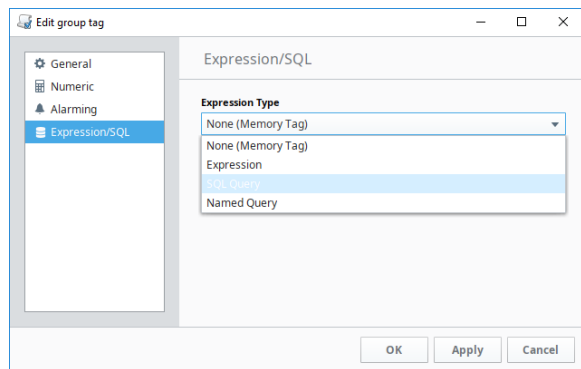 Edit group tag
General
Numeric
Alarming
Expression/SQL
Expression/SQL
Expression Type
None (Memory Tag)
None (Memory Tag)
Expression
SQL Query
Named Query
OK
Apply
Cancel